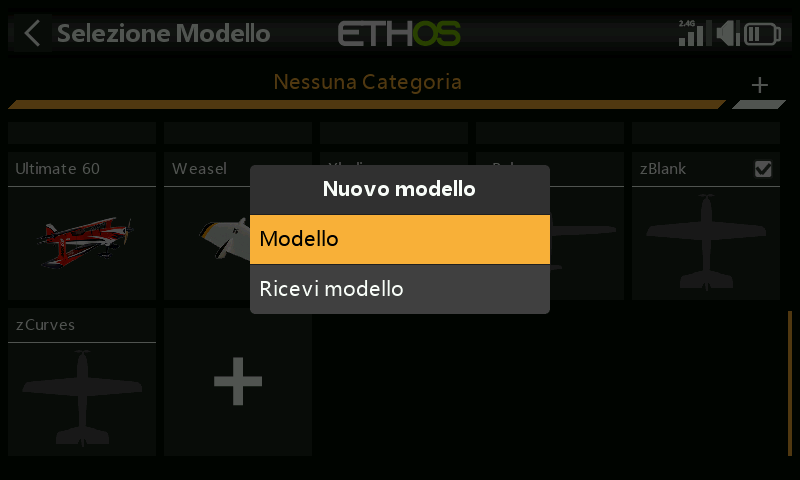 Selezione Modello
ETHOS
2.4G
Nessuna Categoria
+
Ultimate 60
Weasel
zBlank
Nuovo modello
Modello
Ricevi modello
zCurves